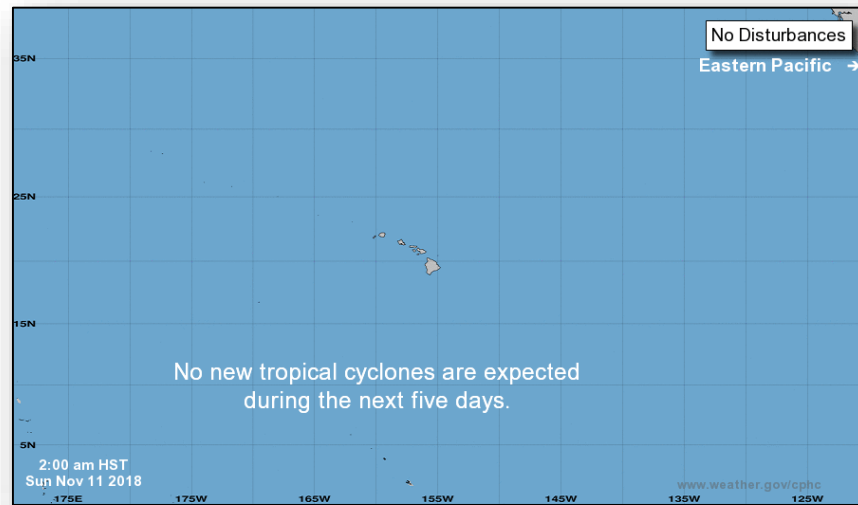 No Disturbances
35N
Eastern Pacific →
25N
15N
No new tropical cyclones are expected
during the next five days.
5N
2:00 am HST
Sun Nov 11 2018
www.weather.gov/cphc
175E 175W 165W 155W 145W 135W 125W